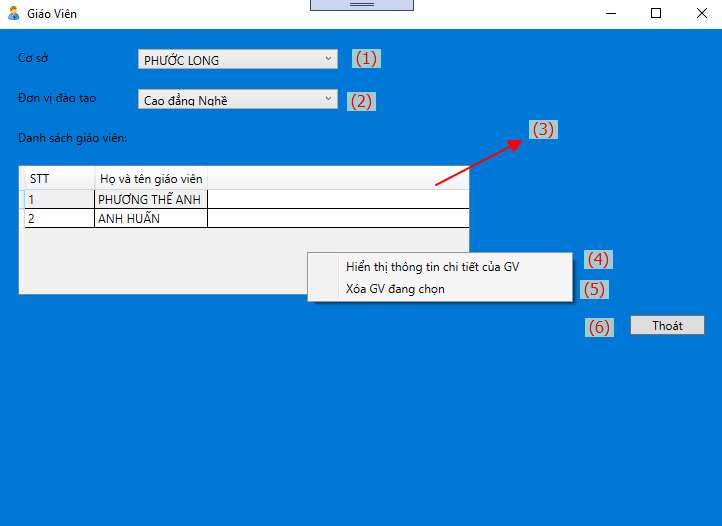 Giáo Viên
Cơ sở PHƯỚC LONG (1)
Đơn vị đào tạo Cao đẳng Nghề (2)
Danh sách giáo viên: (3)
STT Họ và tên giáo viên
1 PHƯƠNG THẾ ANH
2 ANH HUẤN
Hiển thị thông tin chi tiết của GV (4)
Xóa GV đang chọn (5)
(6) Thoát